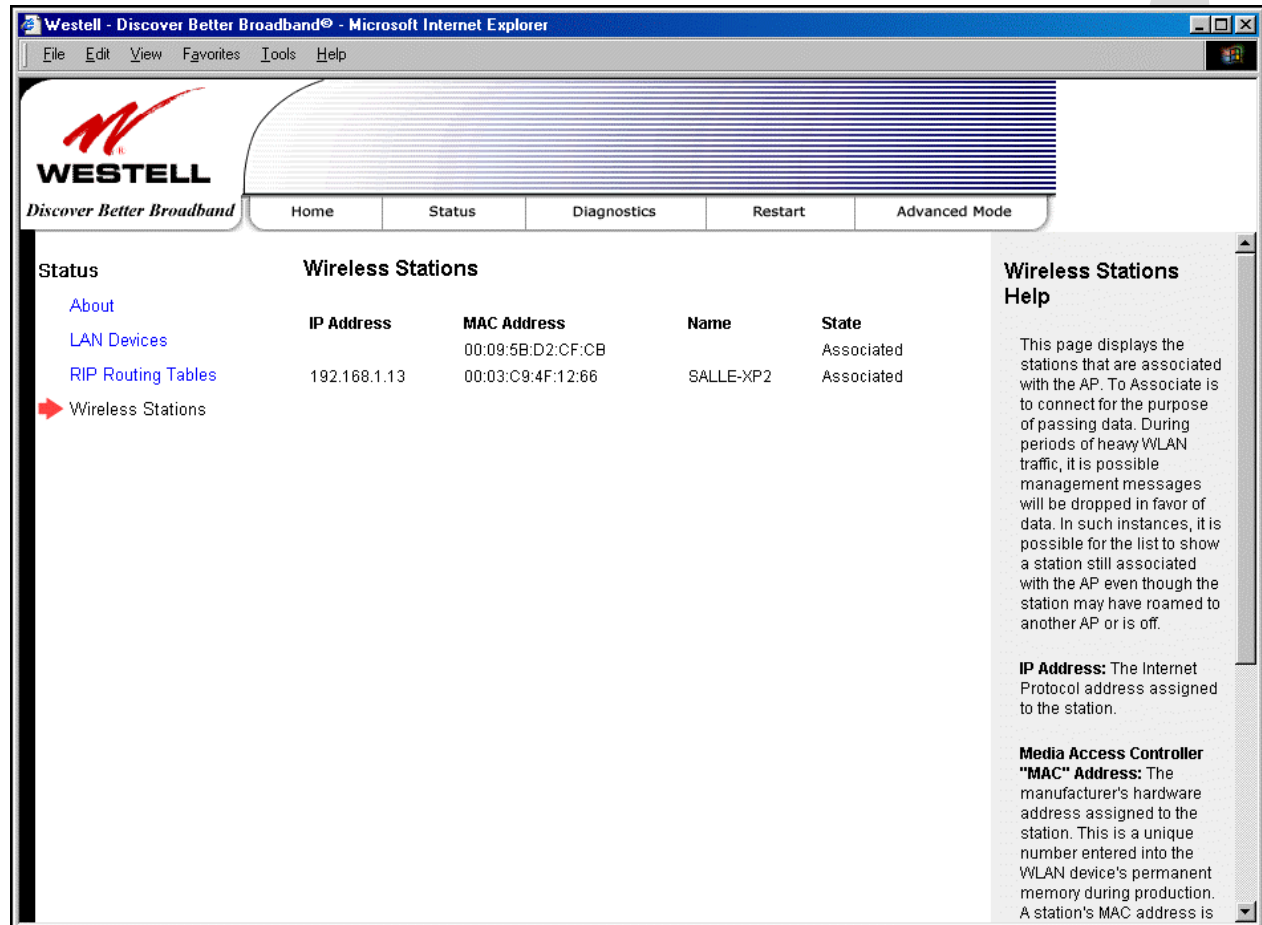 Westell - Discover Better Broadband® - Microsoft Internet Explorer
File Edit View Favorites Tools Help
WESTELL
Discover Better Broadband
Home Status Diagnostics Restart Advanced Mode
Status
About
LAN Devices
RIP Routing Tables
Wireless Stations
Wireless Stations
IP Address MAC Address Name State
00:09:5B:D2:CF:CB Associated
192.168.1.13 00:03:C9:4F:12:66 SALLE-XP2 Associated
Wireless Stations
Help
This page displays the
stations that are associated
with the AP. To Associate is
to connect for the purpose
of passing data. During
periods of heavy WLAN
traffic, it is possible
management messages
will be dropped in favor of
data. In such instances, it is
possible for the list to show
a station still associated
with the AP even though the
station may have roamed to
another AP or is off.
IP Address: The Internet
Protocol address assigned
to the station.
Media Access Controller
"MAC" Address: The
manufacturer's hardware
address assigned to the
station. This is a unique
number entered into the
WLAN device's permanent
memory during production.
A station's MAC address is